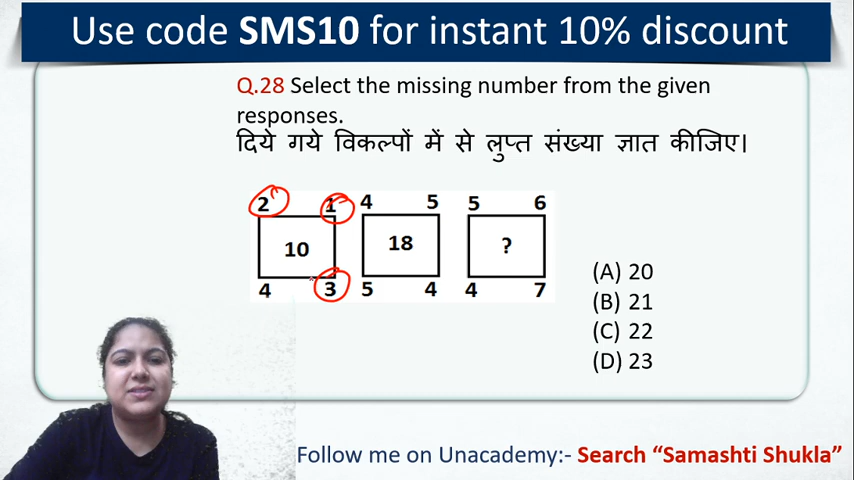 Use code SMS10 for instant 10% discount
Q.28 Select the missing number from the given
responses.
दिये गये विकल्पों में से लुप्त संख्या ज्ञात कीजिए।
2 1 4 5 5 6
10 18 ?
4 3 5 4 4 7
(A) 20
(B) 21
(C) 22
(D) 23
Follow me on Unacademy:- Search “Samashti Shukla”